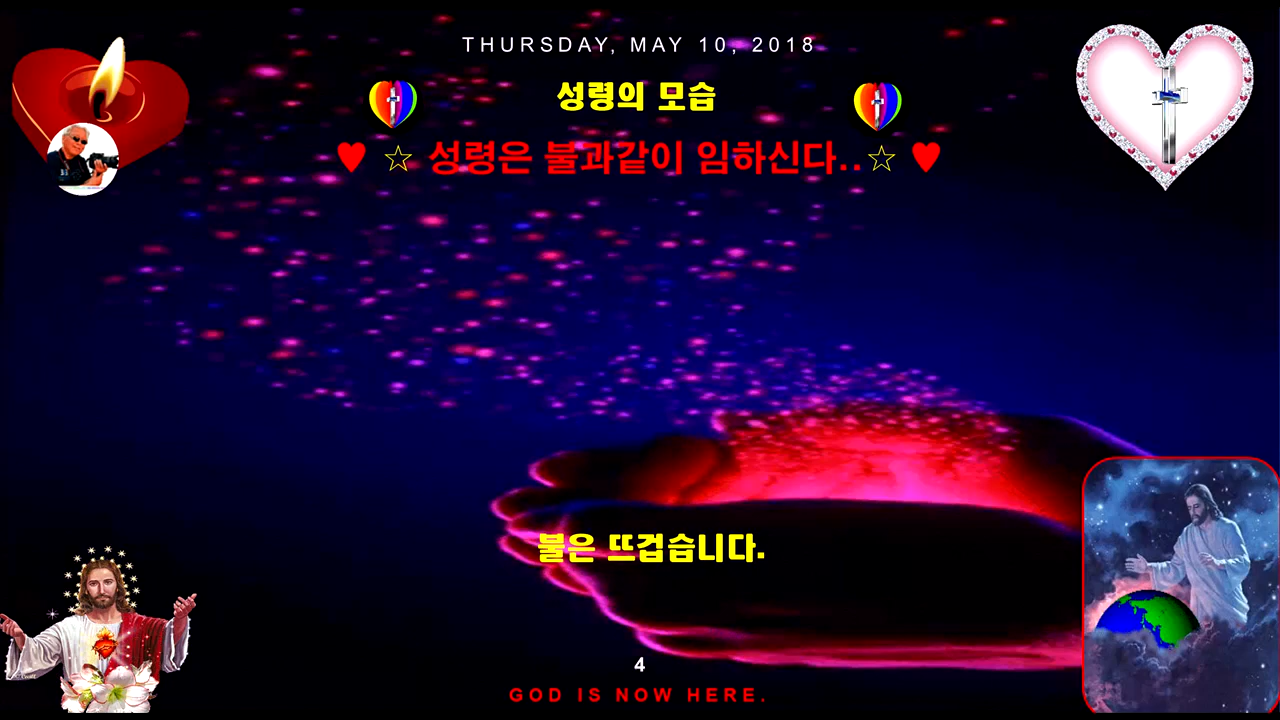 THURSDAY, MAY 10, 2018
성령의 모습
♥ ☆ 성령은 불과같이 임하신다..☆ ♥
불은 뜨겁습니다.
4
GOD IS NOW HERE.